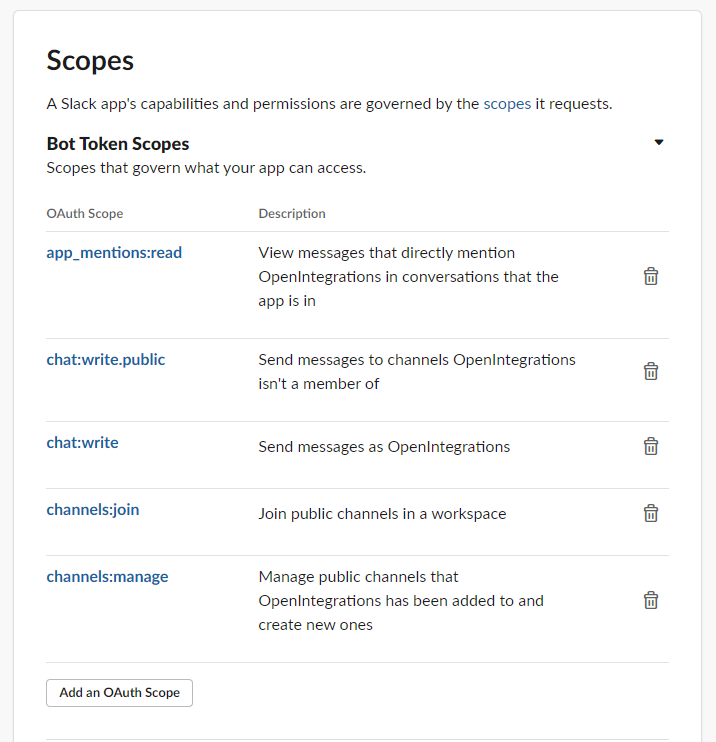 Scopes
A Slack app's capabilities and permissions are governed by the scopes it requests.
Bot Token Scopes
Scopes that govern what your app can access.
OAuth Scope Description
app_mentions:read View messages that directly mention
OpenIntegrations in conversations that the
app is in
chat:write.public Send messages to channels OpenIntegrations
isn't a member of
chat:write Send messages as OpenIntegrations
channels:join Join public channels in a workspace
channels:manage Manage public channels that
OpenIntegrations has been added to and
create new ones
Add an OAuth Scope